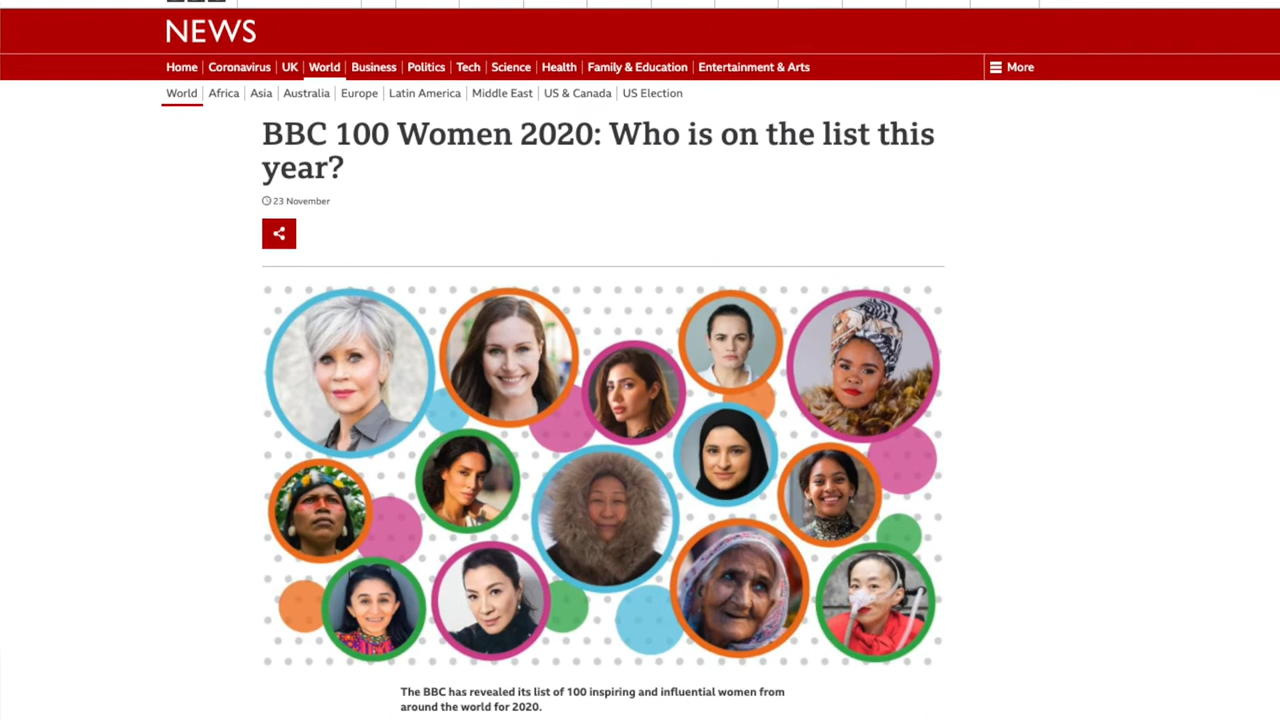 NEWS
Home Coronavirus UK World Business Politics Tech Science Health Family & Education Entertainment & Arts More
World Africa Asia Australia Europe Latin America Middle East US & Canada US Election
BBC 100 Women 2020: Who is on the list this
year?
23 November
The BBC has revealed its list of 100 inspiring and influential women from
around the world for 2020.